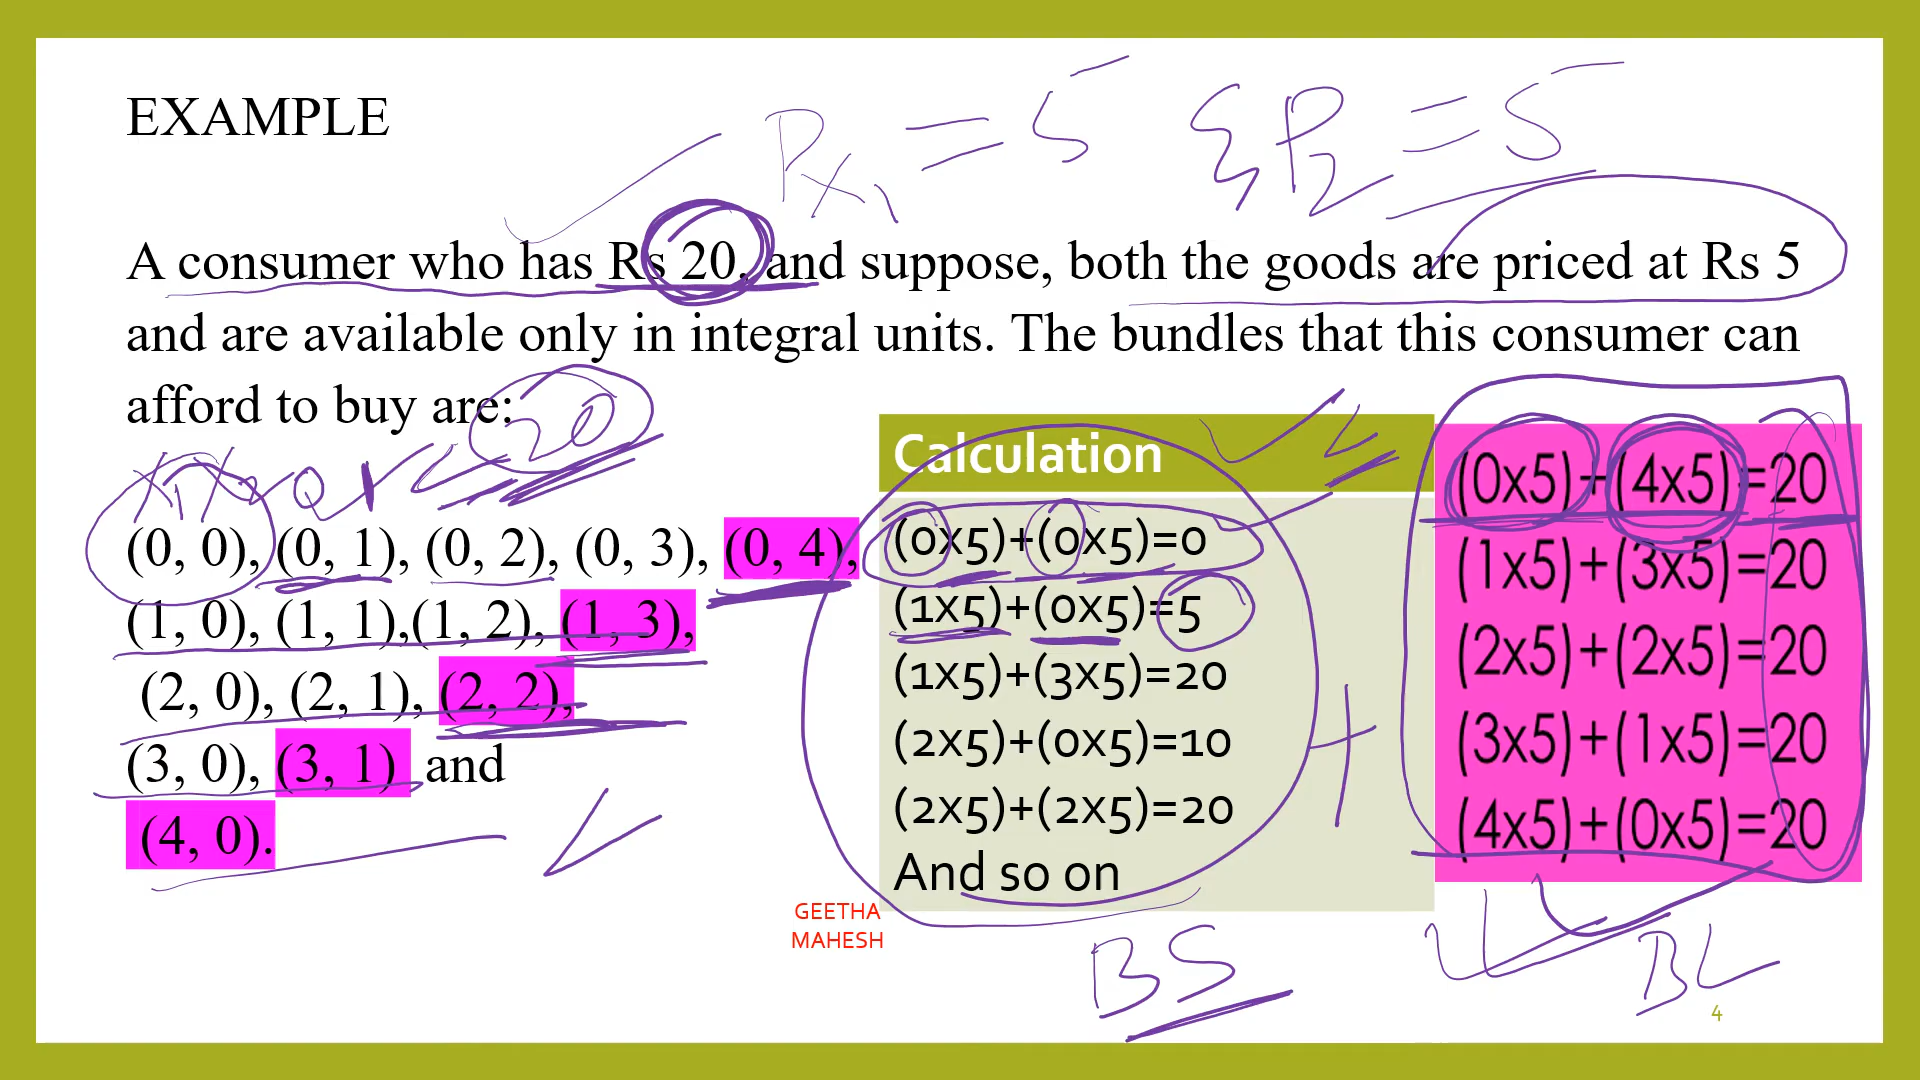 EXAMPLE
Px₁ = 5 & P₂ = 5
A consumer who has Rs 20, and suppose, both the goods are priced at Rs 5
and are available only in integral units. The bundles that this consumer can
afford to buy are:
20
(0, 0), (0, 1), (0, 2), (0, 3), (0, 4),
(1, 0), (1, 1),(1, 2), (1, 3),
(2, 0), (2, 1), (2, 2),
(3, 0), (3, 1) and
(4, 0).
Calculation
(0x5)+(0x5)=0
(1x5)+(0x5)=5
(1x5)+(3x5)=20
(2x5)+(0x5)=10
(2x5)+(2x5)=20
And so on
(0x5)+(4x5)=20
(1x5)+(3x5)=20
(2x5)+(2x5)=20
(3x5)+(1x5)=20
(4x5)+(0x5)=20
GEETHA
MAHESH
BS
BL
4